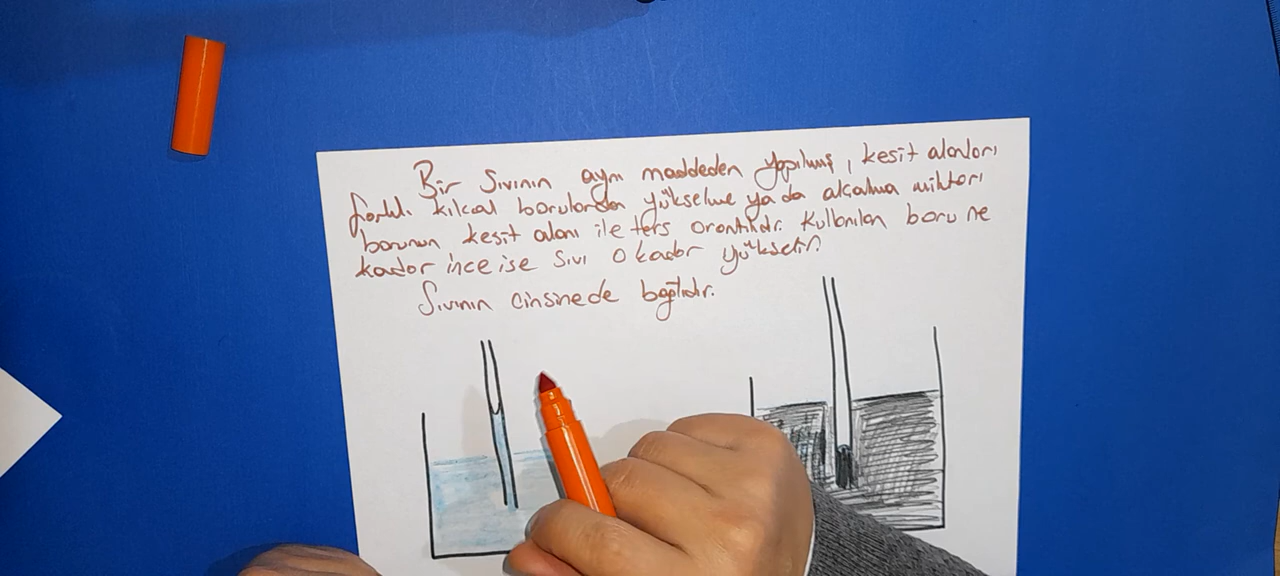 Bir Sıvının aynı maddeden yapılmış, kesit alanları
farklı kılcal borulardan yükselme ya da alçalma miktarı
borunun kesit alanı ile ters orantılıdır. Kullanılan boru ne
kadar ince ise sıvı o kadar yükselir.
Sıvının cinsinede bağlıdır.